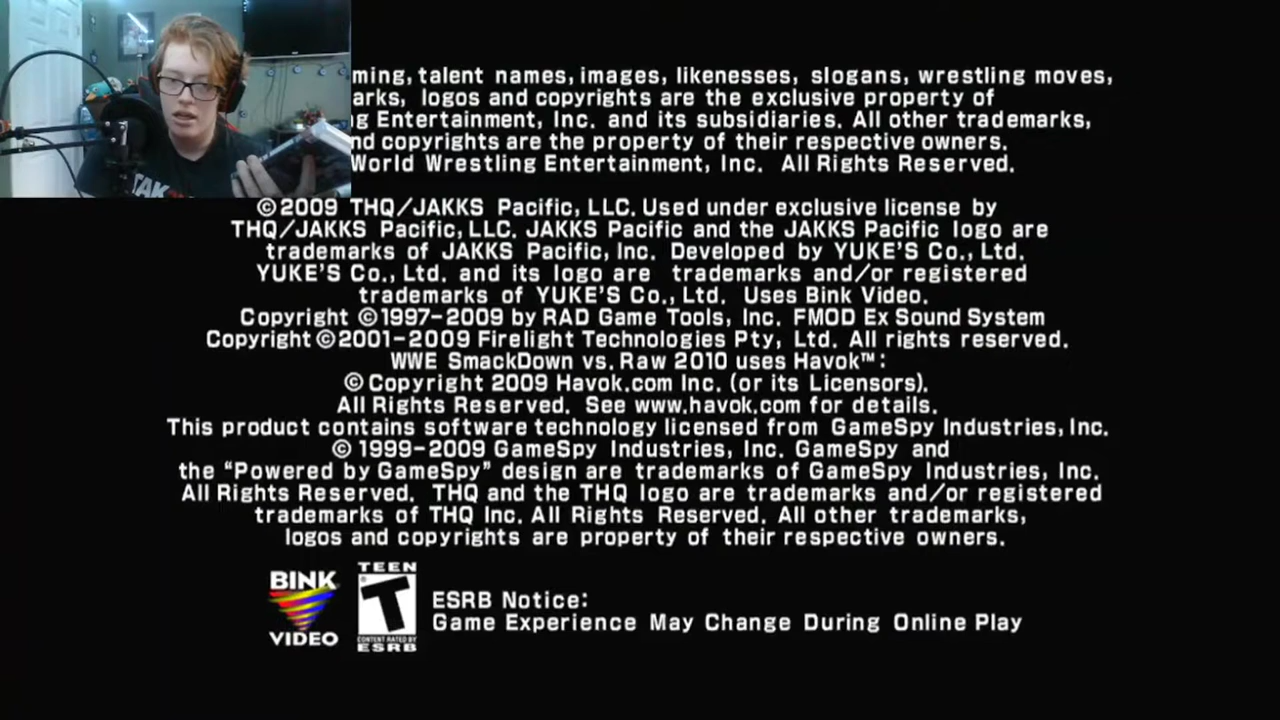 ming, talent names, images, likenesses, slogans, wrestling moves,
arks, logos and copyrights are the exclusive property of
g Entertainment, Inc. and its subsidiaries. All other trademarks,
nd copyrights are the property of their respective owners.
World Wrestling Entertainment, Inc. All Rights Reserved.
©2009 THQ/JAKKS Pacific, LLC. Used under exclusive license by
THQ/JAKKS Pacific, LLC. JAKKS Pacific and the JAKKS Pacific logo are
trademarks of JAKKS Pacific, Inc. Developed by YUKE'S Co., Ltd.
YUKE'S Co., Ltd. and its logo are trademarks and/or registered
trademarks of YUKE'S Co., Ltd. Uses Bink Video.
Copyright ©1997-2009 by RAD Game Tools, Inc. FMOD Ex Sound System
Copyright ©2001-2009 Firelight Technologies Pty, Ltd. All rights reserved.
WWE SmackDown vs. Raw 2010 uses Havok™:
© Copyright 2009 Havok.com Inc. (or its Licensors).
All Rights Reserved. See www.havok.com for details.
This product contains software technology licensed from GameSpy Industries, Inc.
© 1999-2009 GameSpy Industries, Inc. GameSpy and
the “Powered by GameSpy” design are trademarks of GameSpy Industries, Inc.
All Rights Reserved. THQ and the THQ logo are trademarks and/or registered
trademarks of THQ Inc. All Rights Reserved. All other trademarks,
logos and copyrights are property of their respective owners.
BINK
VIDEO
TEEN
T
CONTENT RATED BY
ESRB
ESRB Notice:
Game Experience May Change During Online Play